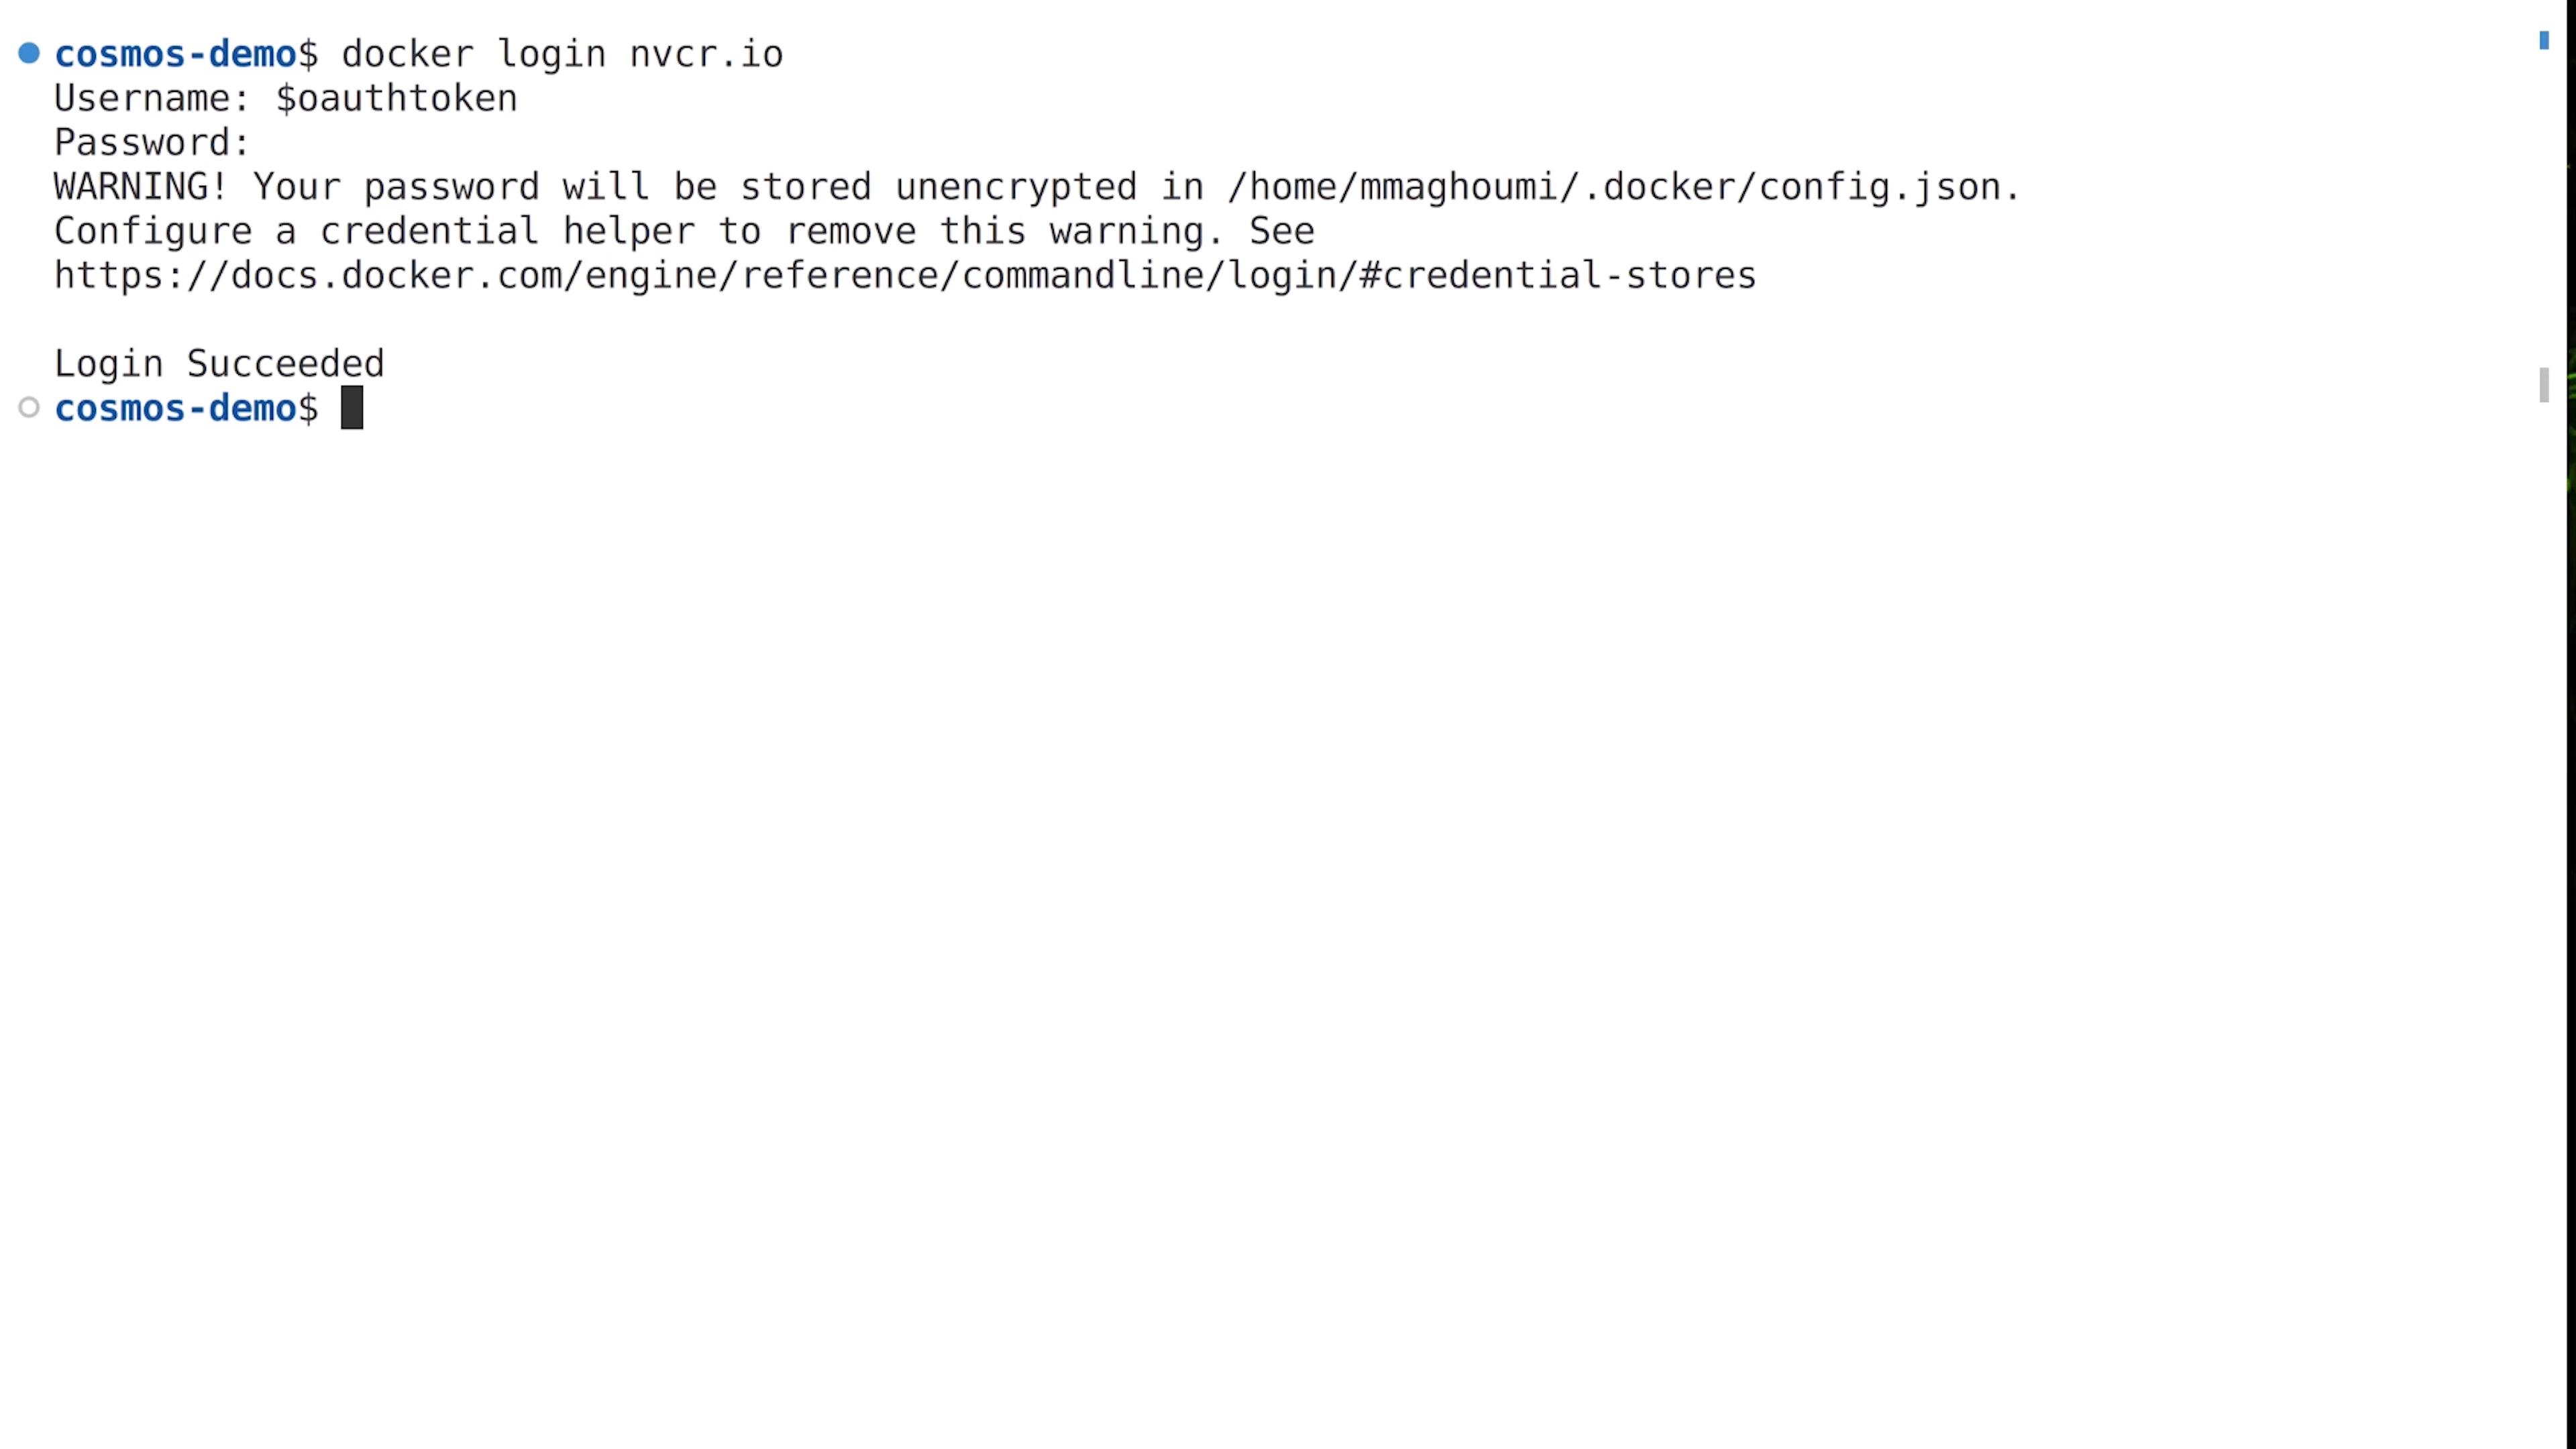 cosmos-demo$ docker login nvcr.io
Username: $oauthtoken
Password:
WARNING! Your password will be stored unencrypted in /home/mmaghoumi/.docker/config.json.
Configure a credential helper to remove this warning. See
https://docs.docker.com/engine/reference/commandline/login/#credential-stores
Login Succeeded
cosmos-demo$